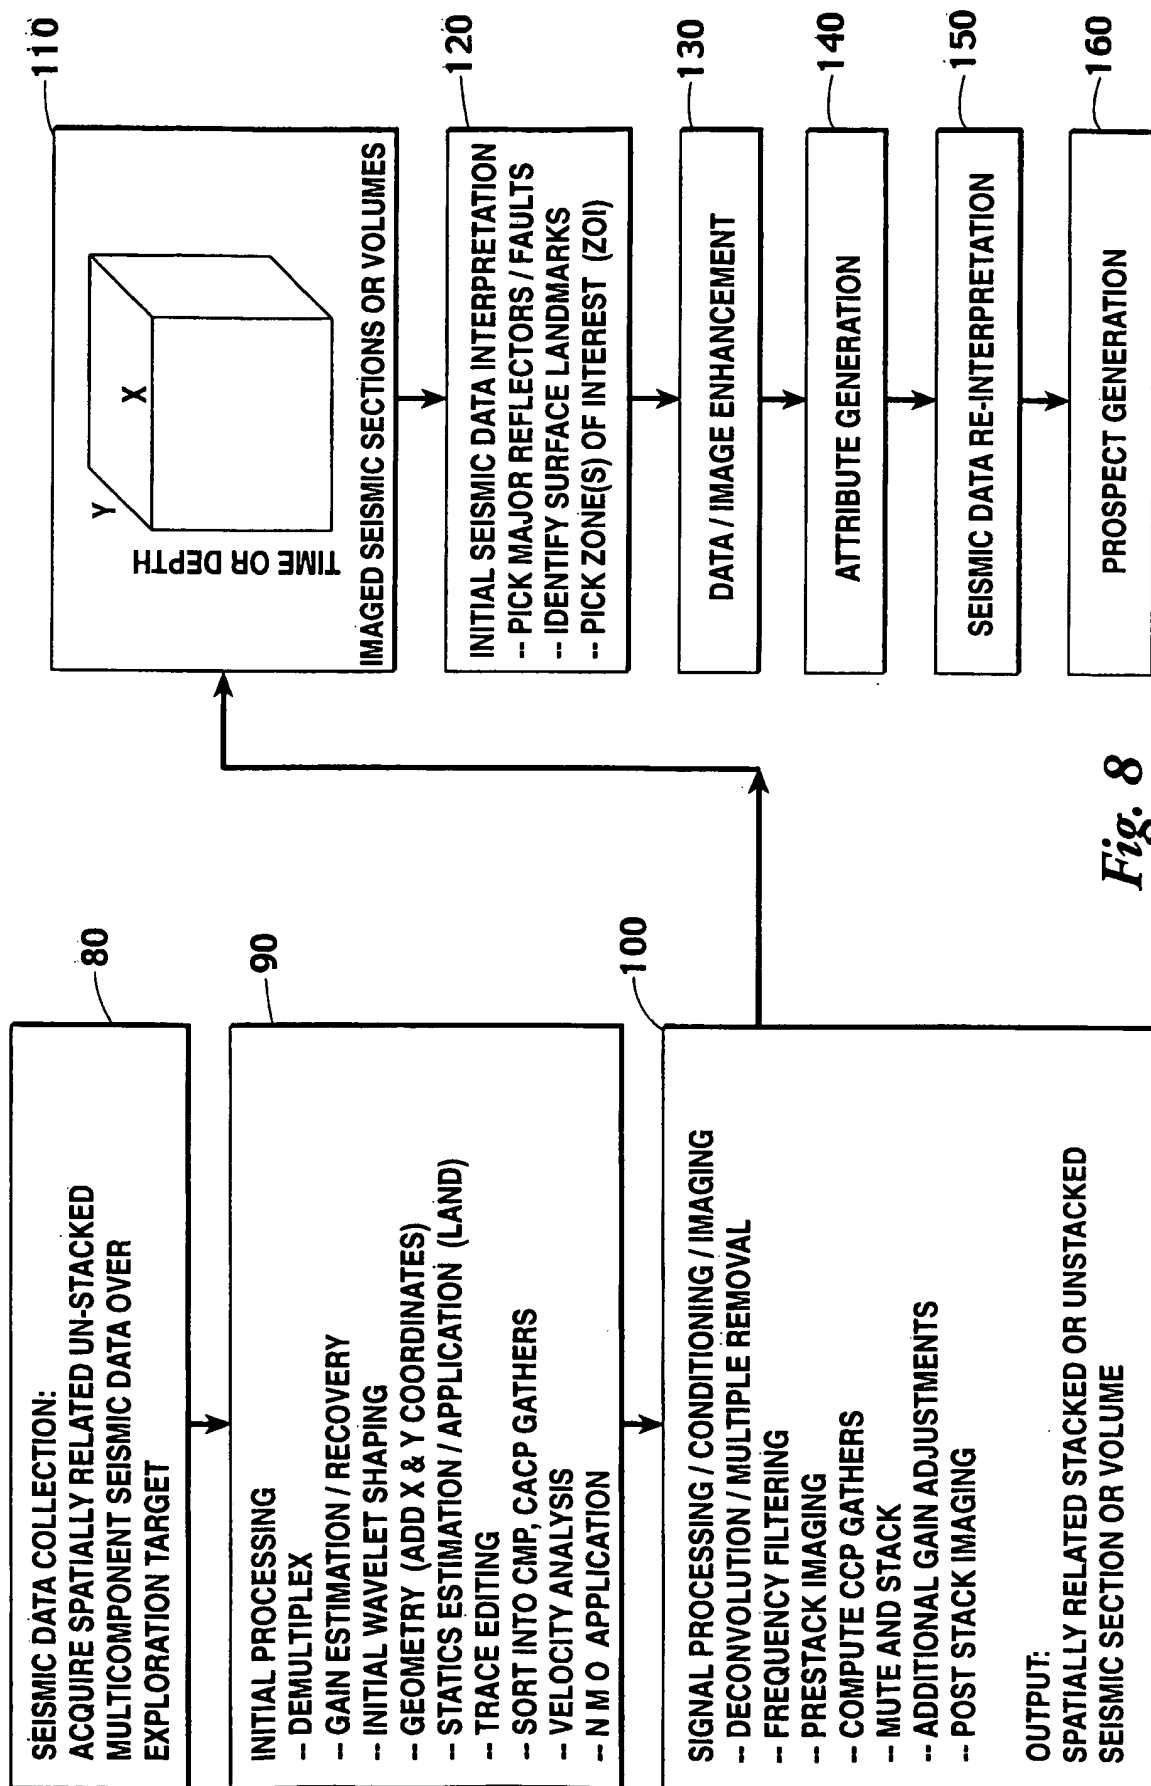 SEISMIC DATA COLLECTION:
ACQUIRE SPATIALLY RELATED UN-STACKED
MULTICOMPONENT SEISMIC DATA OVER
EXPLORATION TARGET
80
INITIAL PROCESSING
-- DEMULTIPLEX
-- GAIN ESTIMATION / RECOVERY
-- INITIAL WAVELET SHAPING
-- GEOMETRY (ADD X & Y COORDINATES)
-- STATICS ESTIMATION / APPLICATION (LAND)
-- TRACE EDITING
-- SORT INTO CMP, CACP GATHERS
-- VELOCITY ANALYSIS
-- N M O APPLICATION
90
SIGNAL PROCESSING / CONDITIONING / IMAGING
-- DECONVOLUTION / MULTIPLE REMOVAL
-- FREQUENCY FILTERING
-- PRESTACK IMAGING
-- COMPUTE CCP GATHERS
-- MUTE AND STACK
-- ADDITIONAL GAIN ADJUSTMENTS
-- POST STACK IMAGING
OUTPUT:
SPATIALLY RELATED STACKED OR UNSTACKED
SEISMIC SECTION OR VOLUME
100
Y
X
TIME OR DEPTH
IMAGED SEISMIC SECTIONS OR VOLUMES
110
INITIAL SEISMIC DATA INTERPRETATION
-- PICK MAJOR REFLECTORS / FAULTS
-- IDENTIFY SURFACE LANDMARKS
-- PICK ZONE(S) OF INTEREST (ZOI)
120
DATA / IMAGE ENHANCEMENT
130
ATTRIBUTE GENERATION
140
SEISMIC DATA RE-INTERPRETATION
150
PROSPECT GENERATION
160
Fig. 8